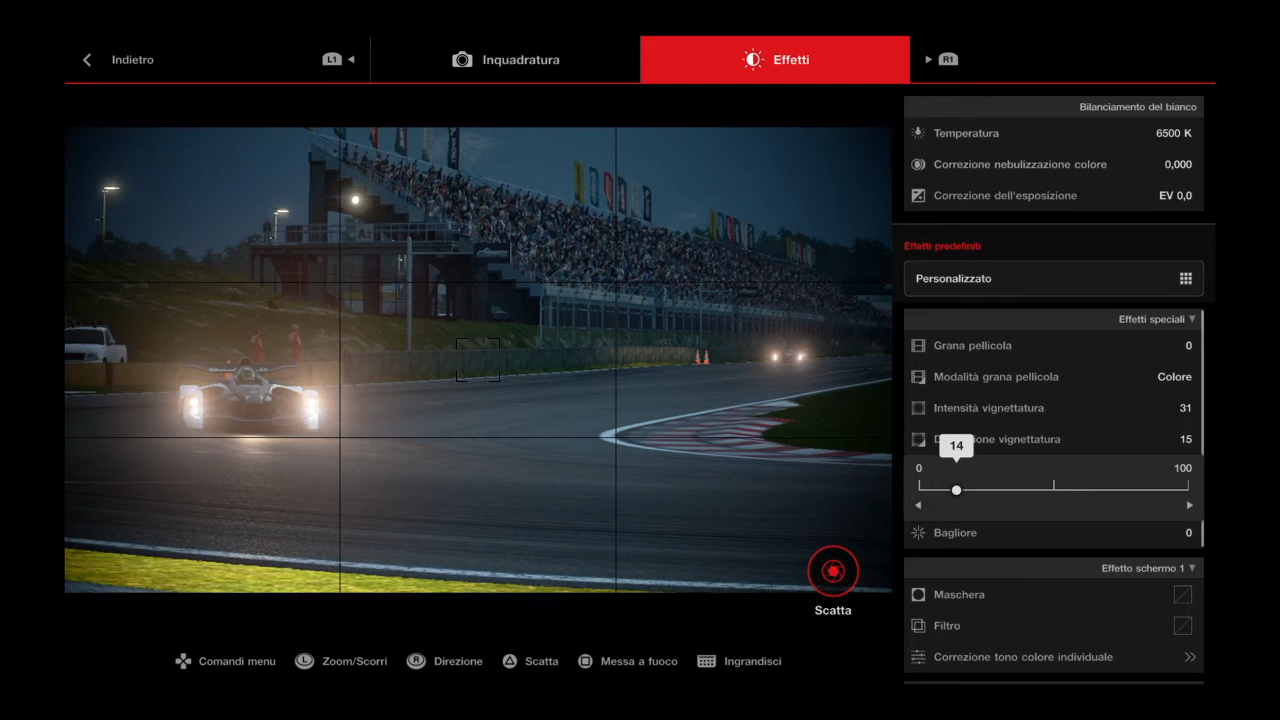 Indietro
L1
Inquadratura
Effetti
R1
Bilanciamento del bianco
Temperatura 6500 K
Correzione nebulizzazione colore 0,000
Correzione dell'esposizione EV 0,0
Effetti predefiniti
Personalizzato
Effetti speciali
Grana pellicola 0
Modalità grana pellicola Colore
Intensità vignettatura 31
ione vignettatura 15
14
0 100
Bagliore 0
Effetto schermo 1
Maschera
Filtro
Correzione tono colore individuale
Scatta
Comandi menu
L Zoom/Scorri
R Direzione
Scatta
Messa a fuoco
Ingrandisci